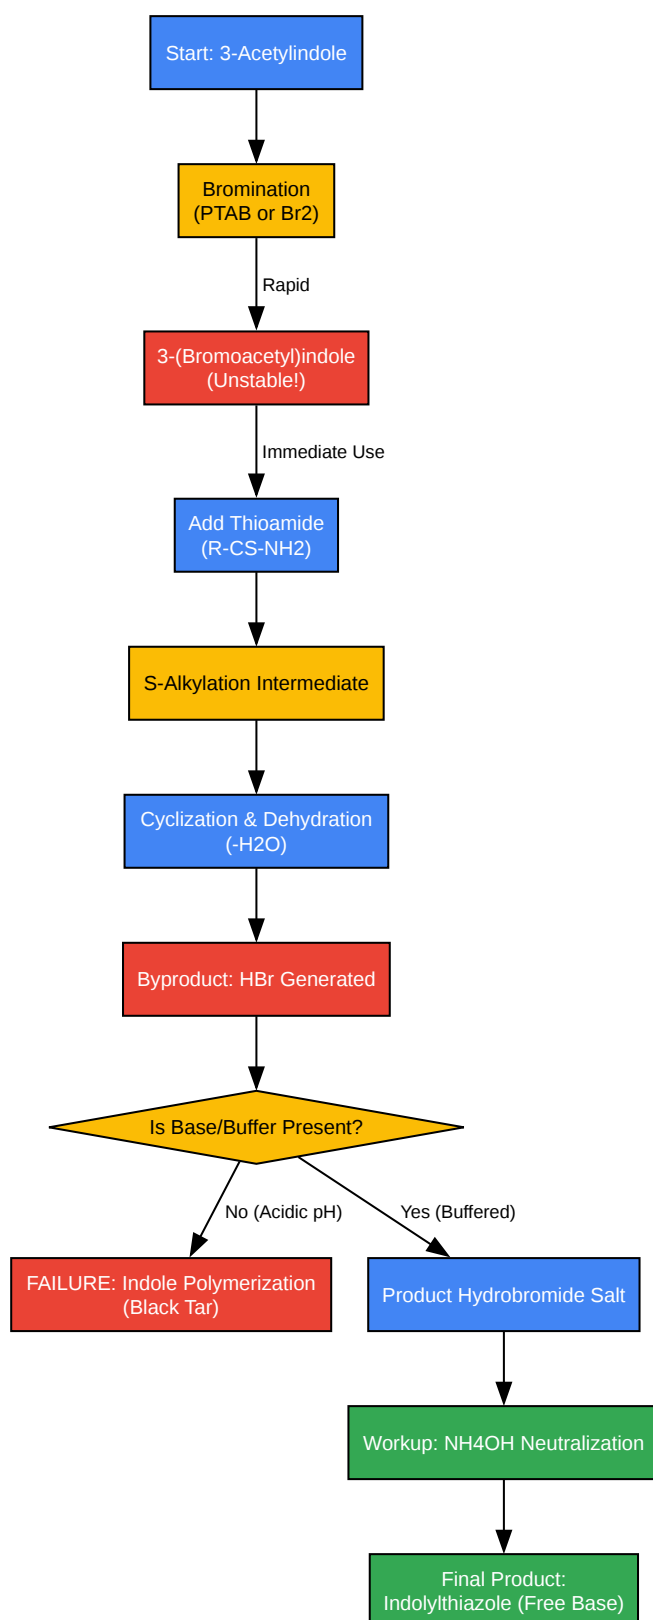 Start: 3-Acetylindole
Bromination
(PTAB or Br2)
Rapid
3-(Bromoacetyl)indole
(Unstable!)
Immediate Use
Add Thioamide
(R-CS-NH2)
S-Alkylation Intermediate
Cyclization & Dehydration
(-H2O)
Byproduct: HBr Generated
Is Base/Buffer Present?
No (Acidic pH)
Yes (Buffered)
FAILURE: Indole Polymerization
(Black Tar)
Product Hydrobromide Salt
Workup: NH4OH Neutralization
Final Product:
Indolylthiazole (Free Base)